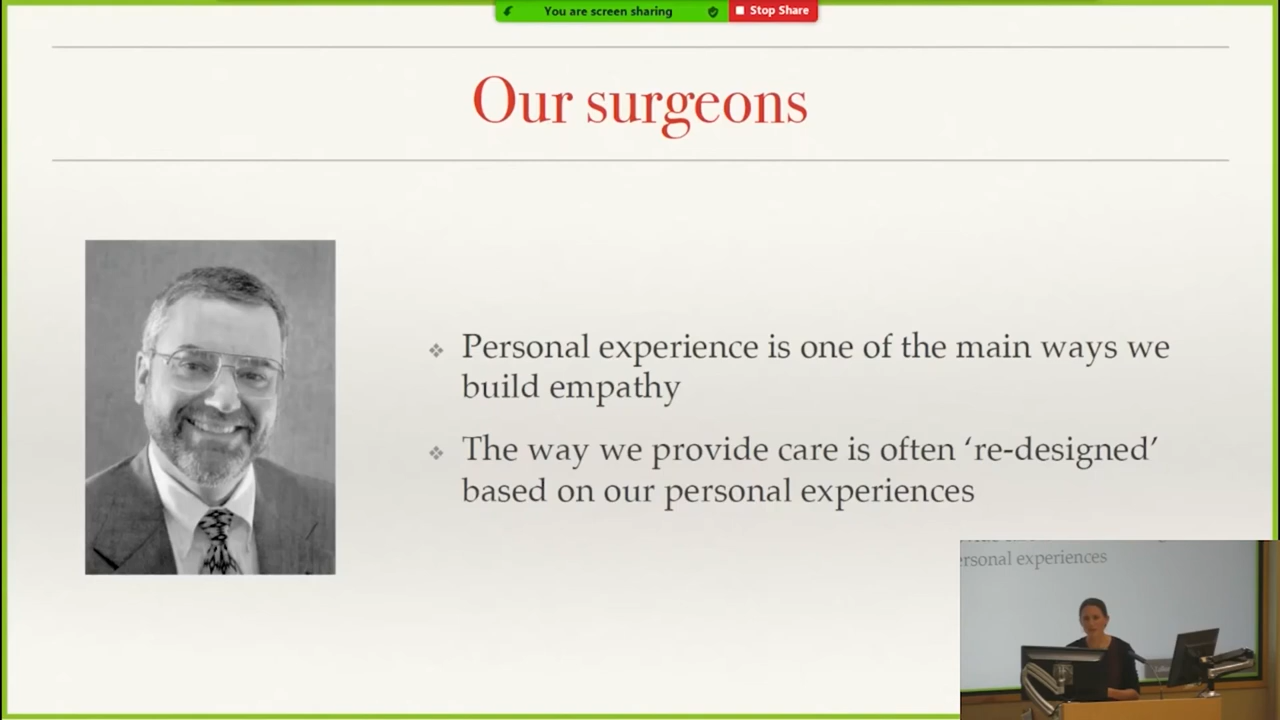 You are screen sharing
Stop Share
Our surgeons
Personal experience is one of the main ways we
build empathy
The way we provide care is often ‘re-designed’
based on our personal experiences
personal experiences